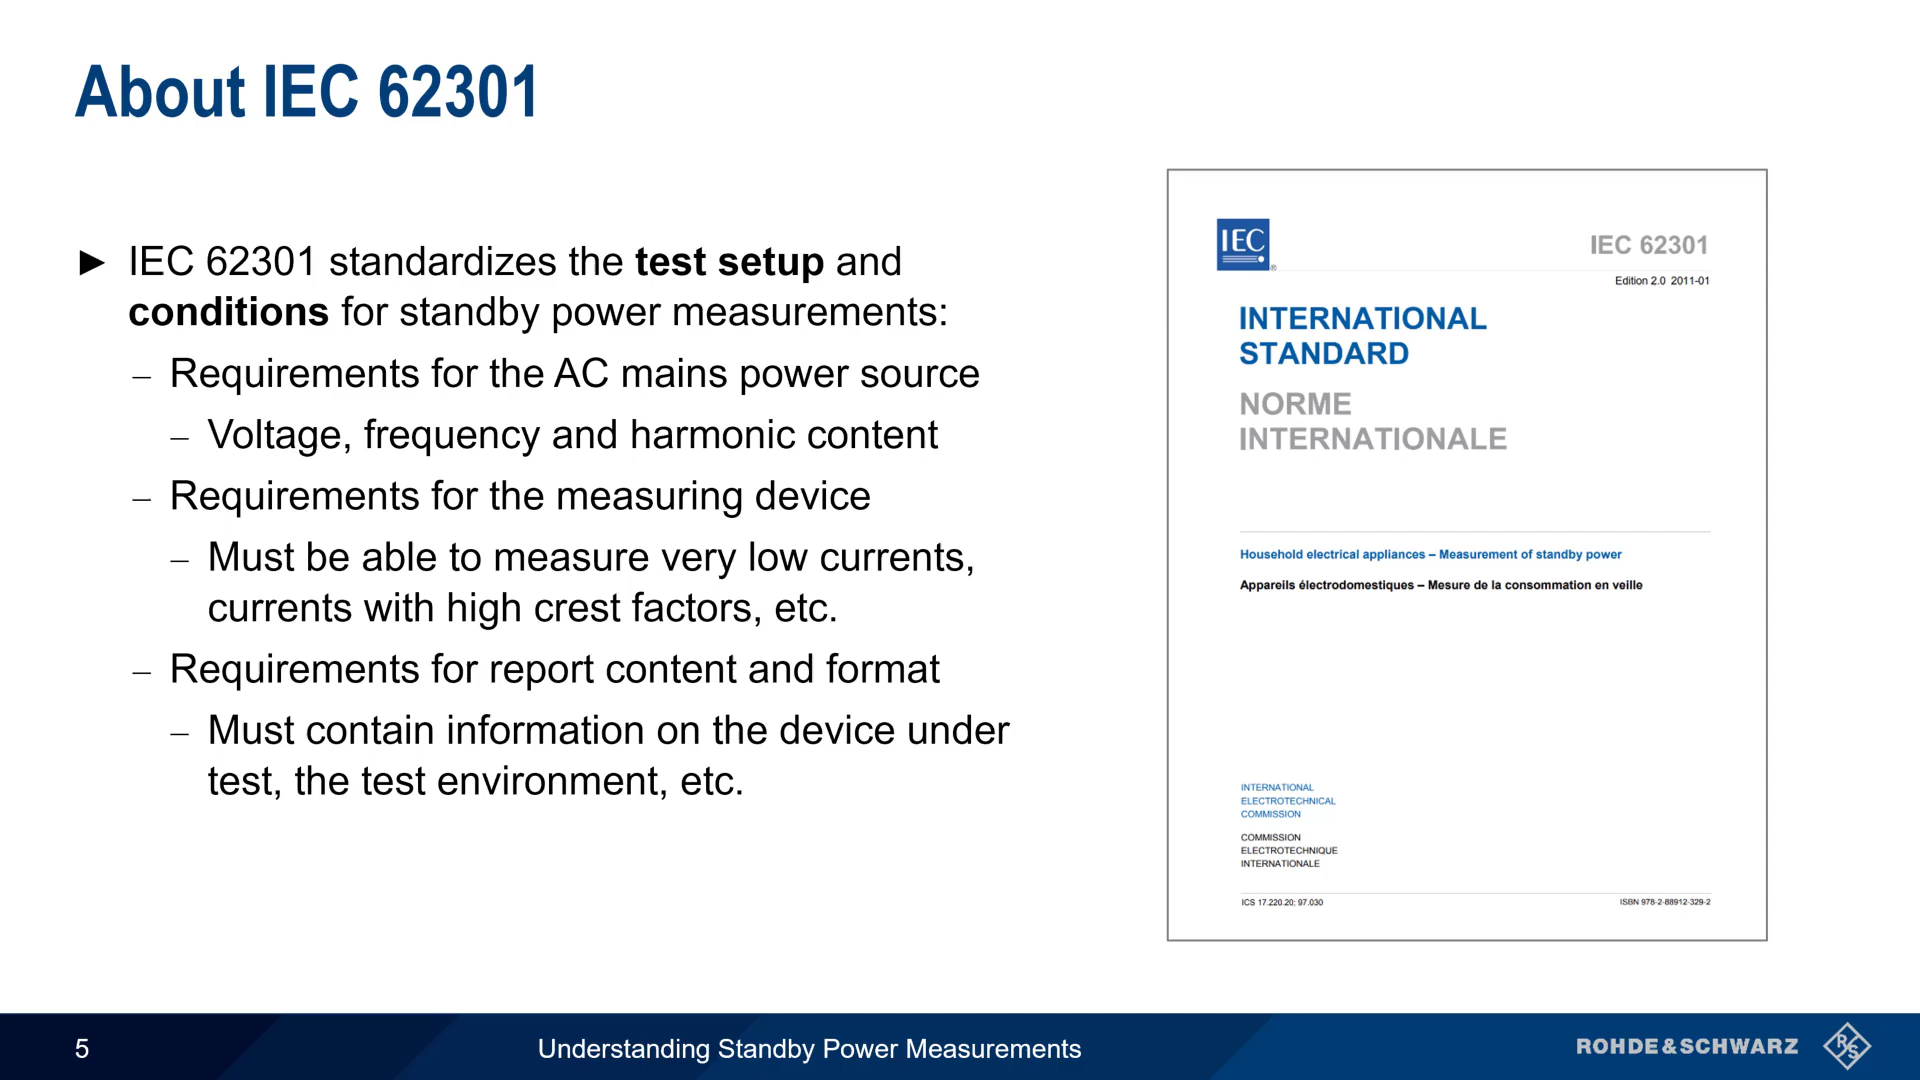 About IEC 62301
► IEC 62301 standardizes the test setup and
conditions for standby power measurements:
– Requirements for the AC mains power source
– Voltage, frequency and harmonic content
– Requirements for the measuring device
– Must be able to measure very low currents,
currents with high crest factors, etc.
– Requirements for report content and format
– Must contain information on the device under
test, the test environment, etc.
IEC
®
IEC 62301
Edition 2.0 2011-01
INTERNATIONAL
STANDARD
NORME
INTERNATIONALE
Household electrical appliances – Measurement of standby power
Appareils électrodomestiques – Mesure de la consommation en veille
INTERNATIONAL
ELECTROTECHNICAL
COMMISSION
COMMISSION
ELECTROTECHNIQUE
INTERNATIONALE
ICS 17.220.20; 97.030
ISBN 978-2-88912-329-2
5
Understanding Standby Power Measurements
ROHDE & SCHWARZ
R S